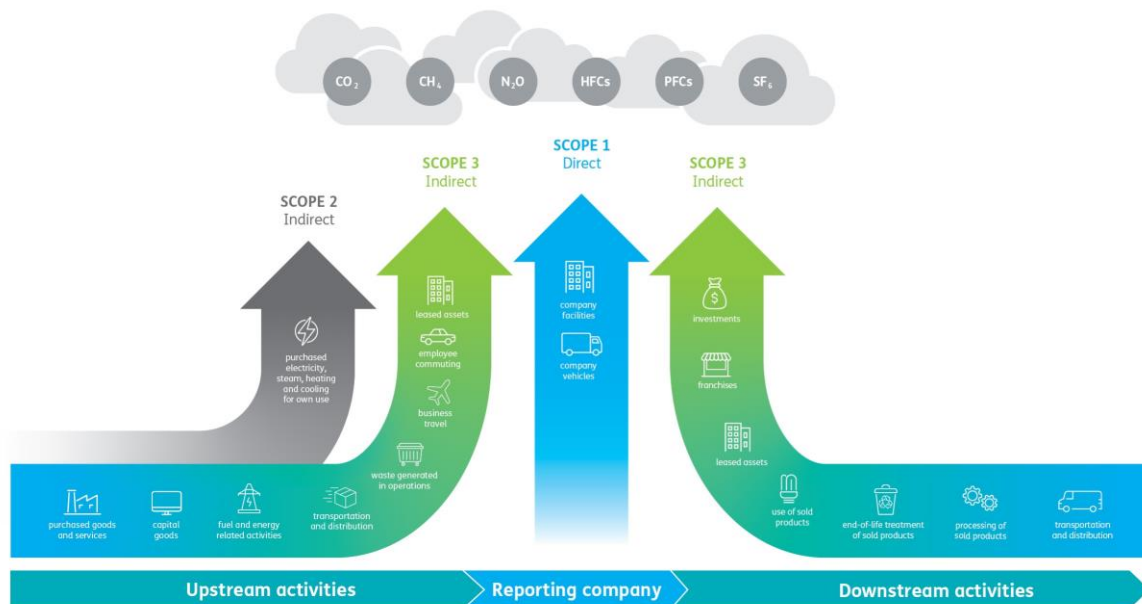 CO₂
CH₄
N₂O
HFCs
PFCs
SF₆
SCOPE 1
Direct
SCOPE 3
Indirect
SCOPE 3
Indirect
SCOPE 2
Indirect
leased assets
employee
commuting
business
travel
waste generated
in operations
company
facilities
company
vehicles
investments
franchises
leased assets
purchased
electricity,
steam, heating
and cooling
for own use
purchased goods
and services
capital
goods
fuel and energy
related activities
transportation
and distribution
use of sold
products
end-of-life treatment
of sold products
processing of
sold products
transportation
and distribution
Upstream activities
Reporting company
Downstream activities